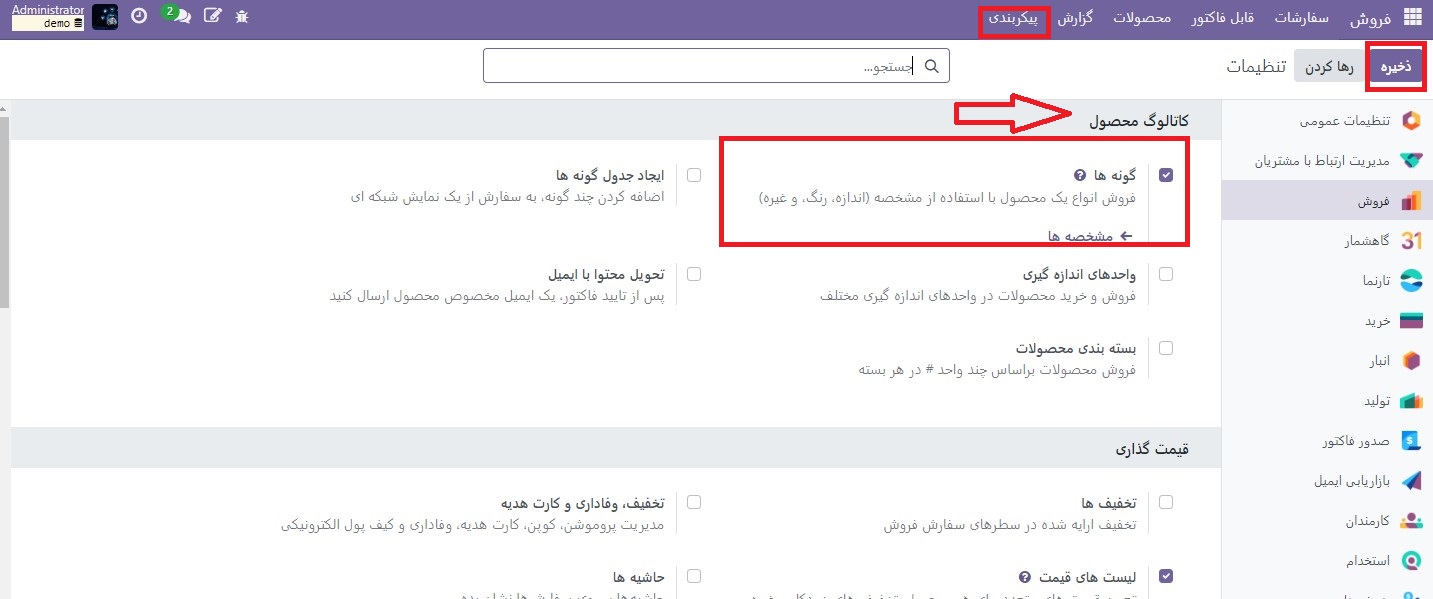 فروش سفارشات قابل فاکتور محصولات گزارش پیکربندی
2
Administrator
demo
ذخیره رها کردن تنظیمات
جستجو...
تنظیمات عمومی
مدیریت ارتباط با مشتریان
فروش
گاهشمار
تارنما
خرید
انبار
تولید
صدور فاکتور
بازاریابی ایمیل
کارمندان
استخدام
کاتالوگ محصول
گونه ها
فروش انواع یک محصول با استفاده از مشخصه (اندازه، رنگ، و غیره)
مشخصه ها
ایجاد جدول گونه ها
اضافه کردن چند گونه، به سفارش از یک نمایش شبکه ای
واحدهای اندازه گیری
فروش و خرید محصولات در واحدهای اندازه گیری مختلف
تحویل محتوا با ایمیل
پس از تایید فاکتور، یک ایمیل مخصوص محصول ارسال کنید
بسته بندی محصولات
فروش محصولات براساس چند واحد # در هر بسته
قیمت گذاری
تخفیف ها
تخفیف ارایه شده در سطرهای سفارش فروش
تخفیف، وفاداری و کارت هدیه
مدیریت پروموشن، کوپن، کارت هدیه، وفاداری و کیف پول الکترونیکی
لیست های قیمت
حاشیه ها